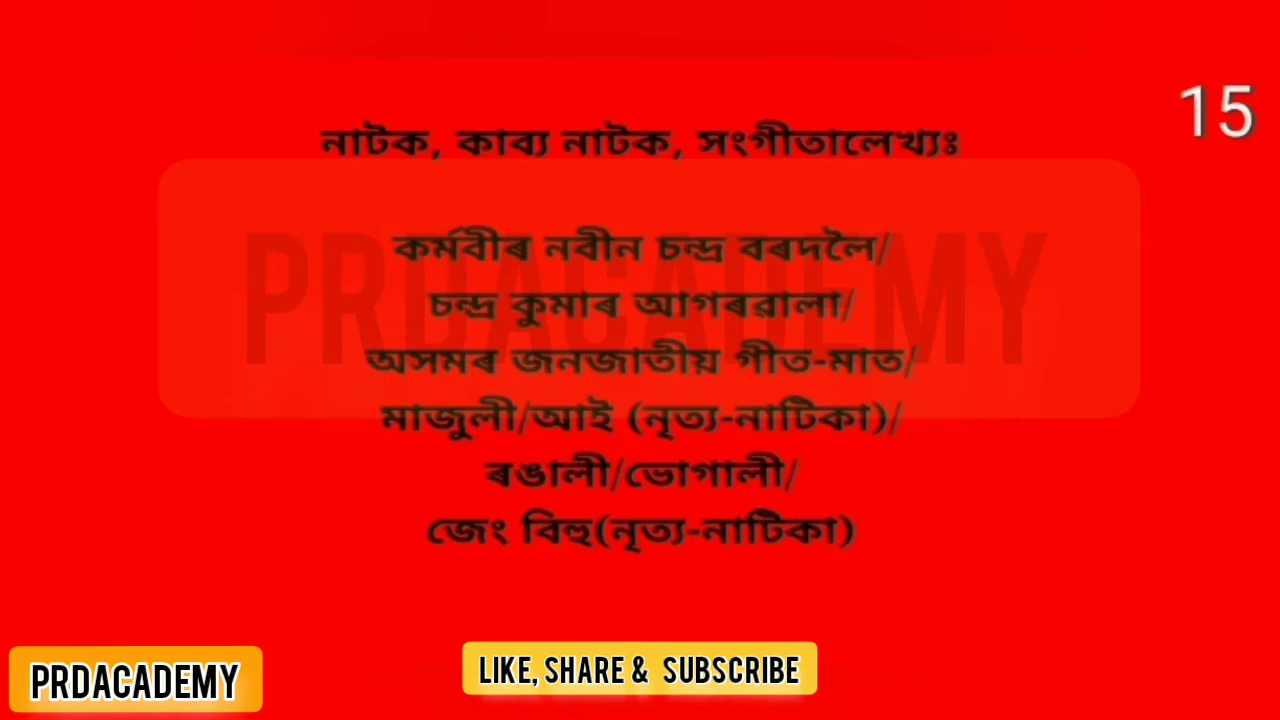 15
নাটক, কাব্য নাটক, সংগীতালেখ্যঃ
কৰ্মবীৰ নবীন চন্দ্ৰ বৰদলৈ/
চন্দ্ৰ কুমাৰ আগৰৱালা/
অসমৰ জনজাতীয় গীত-মাত/
মাজুলী/আই (নৃত্য-নাটিকা)/
ৰঙালী/ভোগালী/
জেং বিহু(নৃত্য-নাটিকা)
PRDACADEMY
PRDACADEMY
LIKE, SHARE & SUBSCRIBE